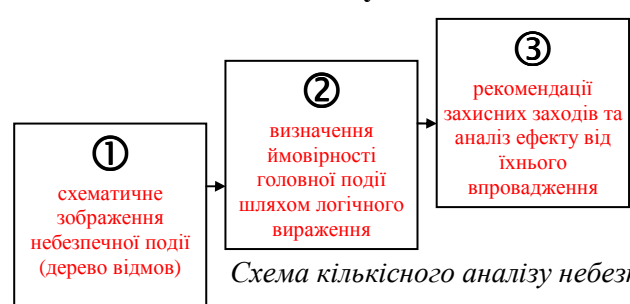 ①
схематичне
зображення
небезпечної події
(дерево відмов)
②
визначення
ймовірності
головної події
шляхом логічного
вираження
③
рекомендації
захисних заходів та
аналіз ефекту від
їхнього
впровадження
Схема кількісного аналізу